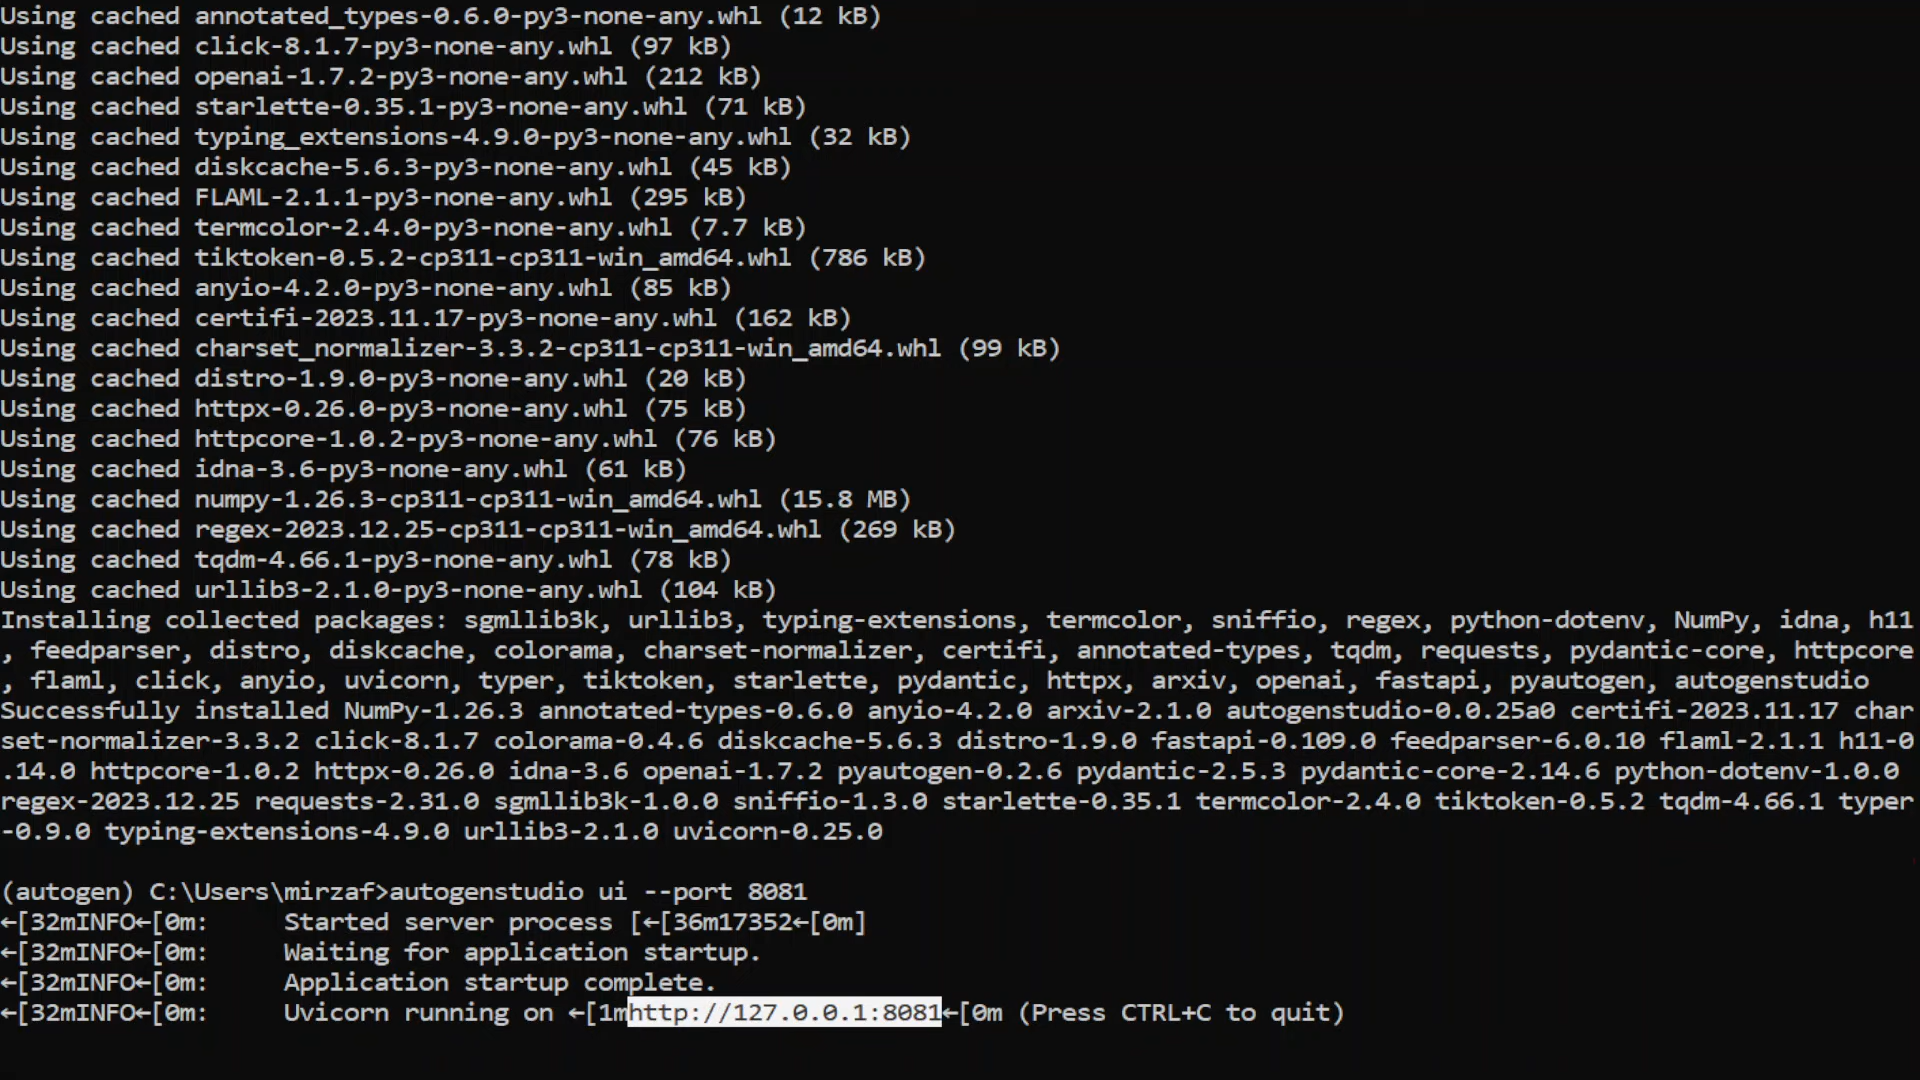 Using cached annotated_types-0.6.0-py3-none-any.whl (12 kB)
Using cached click-8.1.7-py3-none-any.whl (97 kB)
Using cached openai-1.7.2-py3-none-any.whl (212 kB)
Using cached starlette-0.35.1-py3-none-any.whl (71 kB)
Using cached typing_extensions-4.9.0-py3-none-any.whl (32 kB)
Using cached diskcache-5.6.3-py3-none-any.whl (45 kB)
Using cached FLAML-2.1.1-py3-none-any.whl (295 kB)
Using cached termcolor-2.4.0-py3-none-any.whl (7.7 kB)
Using cached tiktoken-0.5.2-cp311-cp311-win_amd64.whl (786 kB)
Using cached anyio-4.2.0-py3-none-any.whl (85 kB)
Using cached certifi-2023.11.17-py3-none-any.whl (162 kB)
Using cached charset_normalizer-3.3.2-cp311-cp311-win_amd64.whl (99 kB)
Using cached distro-1.9.0-py3-none-any.whl (20 kB)
Using cached httpx-0.26.0-py3-none-any.whl (75 kB)
Using cached httpcore-1.0.2-py3-none-any.whl (76 kB)
Using cached idna-3.6-py3-none-any.whl (61 kB)
Using cached numpy-1.26.3-cp311-cp311-win_amd64.whl (15.8 MB)
Using cached regex-2023.12.25-cp311-cp311-win_amd64.whl (269 kB)
Using cached tqdm-4.66.1-py3-none-any.whl (78 kB)
Using cached urllib3-2.1.0-py3-none-any.whl (104 kB)
Installing collected packages: sgmllib3k, urllib3, typing-extensions, termcolor, sniffio, regex, python-dotenv, NumPy, idna, h11
, feedparser, distro, diskcache, colorama, charset-normalizer, certifi, annotated-types, tqdm, requests, pydantic-core, httpcore
, flaml, click, anyio, uvicorn, typer, tiktoken, starlette, pydantic, httpx, arxiv, openai, fastapi, pyautogen, autogenstudio
Successfully installed NumPy-1.26.3 annotated-types-0.6.0 anyio-4.2.0 arxiv-2.1.0 autogenstudio-0.0.25a0 certifi-2023.11.17 char
set-normalizer-3.3.2 click-8.1.7 colorama-0.4.6 diskcache-5.6.3 distro-1.9.0 fastapi-0.109.0 feedparser-6.0.10 flaml-2.1.1 h11-0
.14.0 httpcore-1.0.2 httpx-0.26.0 idna-3.6 openai-1.7.2 pyautogen-0.2.6 pydantic-2.5.3 pydantic-core-2.14.6 python-dotenv-1.0.0
regex-2023.12.25 requests-2.31.0 sgmllib3k-1.0.0 sniffio-1.3.0 starlette-0.35.1 termcolor-2.4.0 tiktoken-0.5.2 tqdm-4.66.1 typer
-0.9.0 typing-extensions-4.9.0 urllib3-2.1.0 uvicorn-0.25.0
(autogen) C:\Users\mirzaf>autogenstudio ui --port 8081
←[32mINFO←[0m:     Started server process [←[36m17352←[0m]
←[32mINFO←[0m:     Waiting for application startup.
←[32mINFO←[0m:     Application startup complete.
←[32mINFO←[0m:     Uvicorn running on ←[1mhttp://127.0.0.1:8081←[0m (Press CTRL+C to quit)